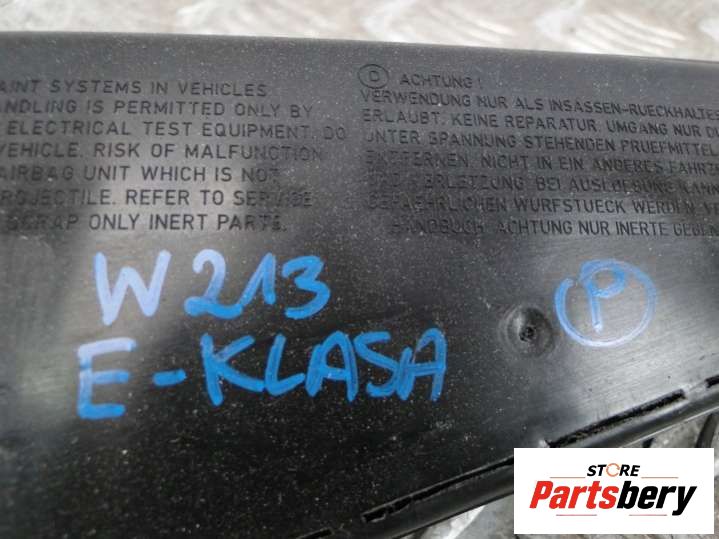 AINT SYSTEMS IN VEHICLES
ANDLING IS PERMITTED ONLY BY
ELECTRICAL TEST EQUIPMENT. DO
VEHICLE. RISK OF MALFUNCTION
AIRBAG UNIT WHICH IS NOT
PROJECTILE. REFER TO SERVICE
SCRAP ONLY INERT PARTS.
D ACHTUNG!
VERWENDUNG NUR ALS INSASSEN-RUECKHALTES
ERLAUBT. KEINE REPARATUR. UMGANG NUR D
UNTER SPANNUNG STEHENDEN PRUEFMITTEL
ENTFERNEN. NICHT IN EIN ANDERES FAHRZ
VERLETZUNG BEI AUSLOESUNG KANN
GEFAEHRLICHEN WURFSTUECK WERDEN. V
HANDBUCH. ACHTUNG NUR INERTE GEGEN
W213
E-KLASA
P
STORE
Partsbery